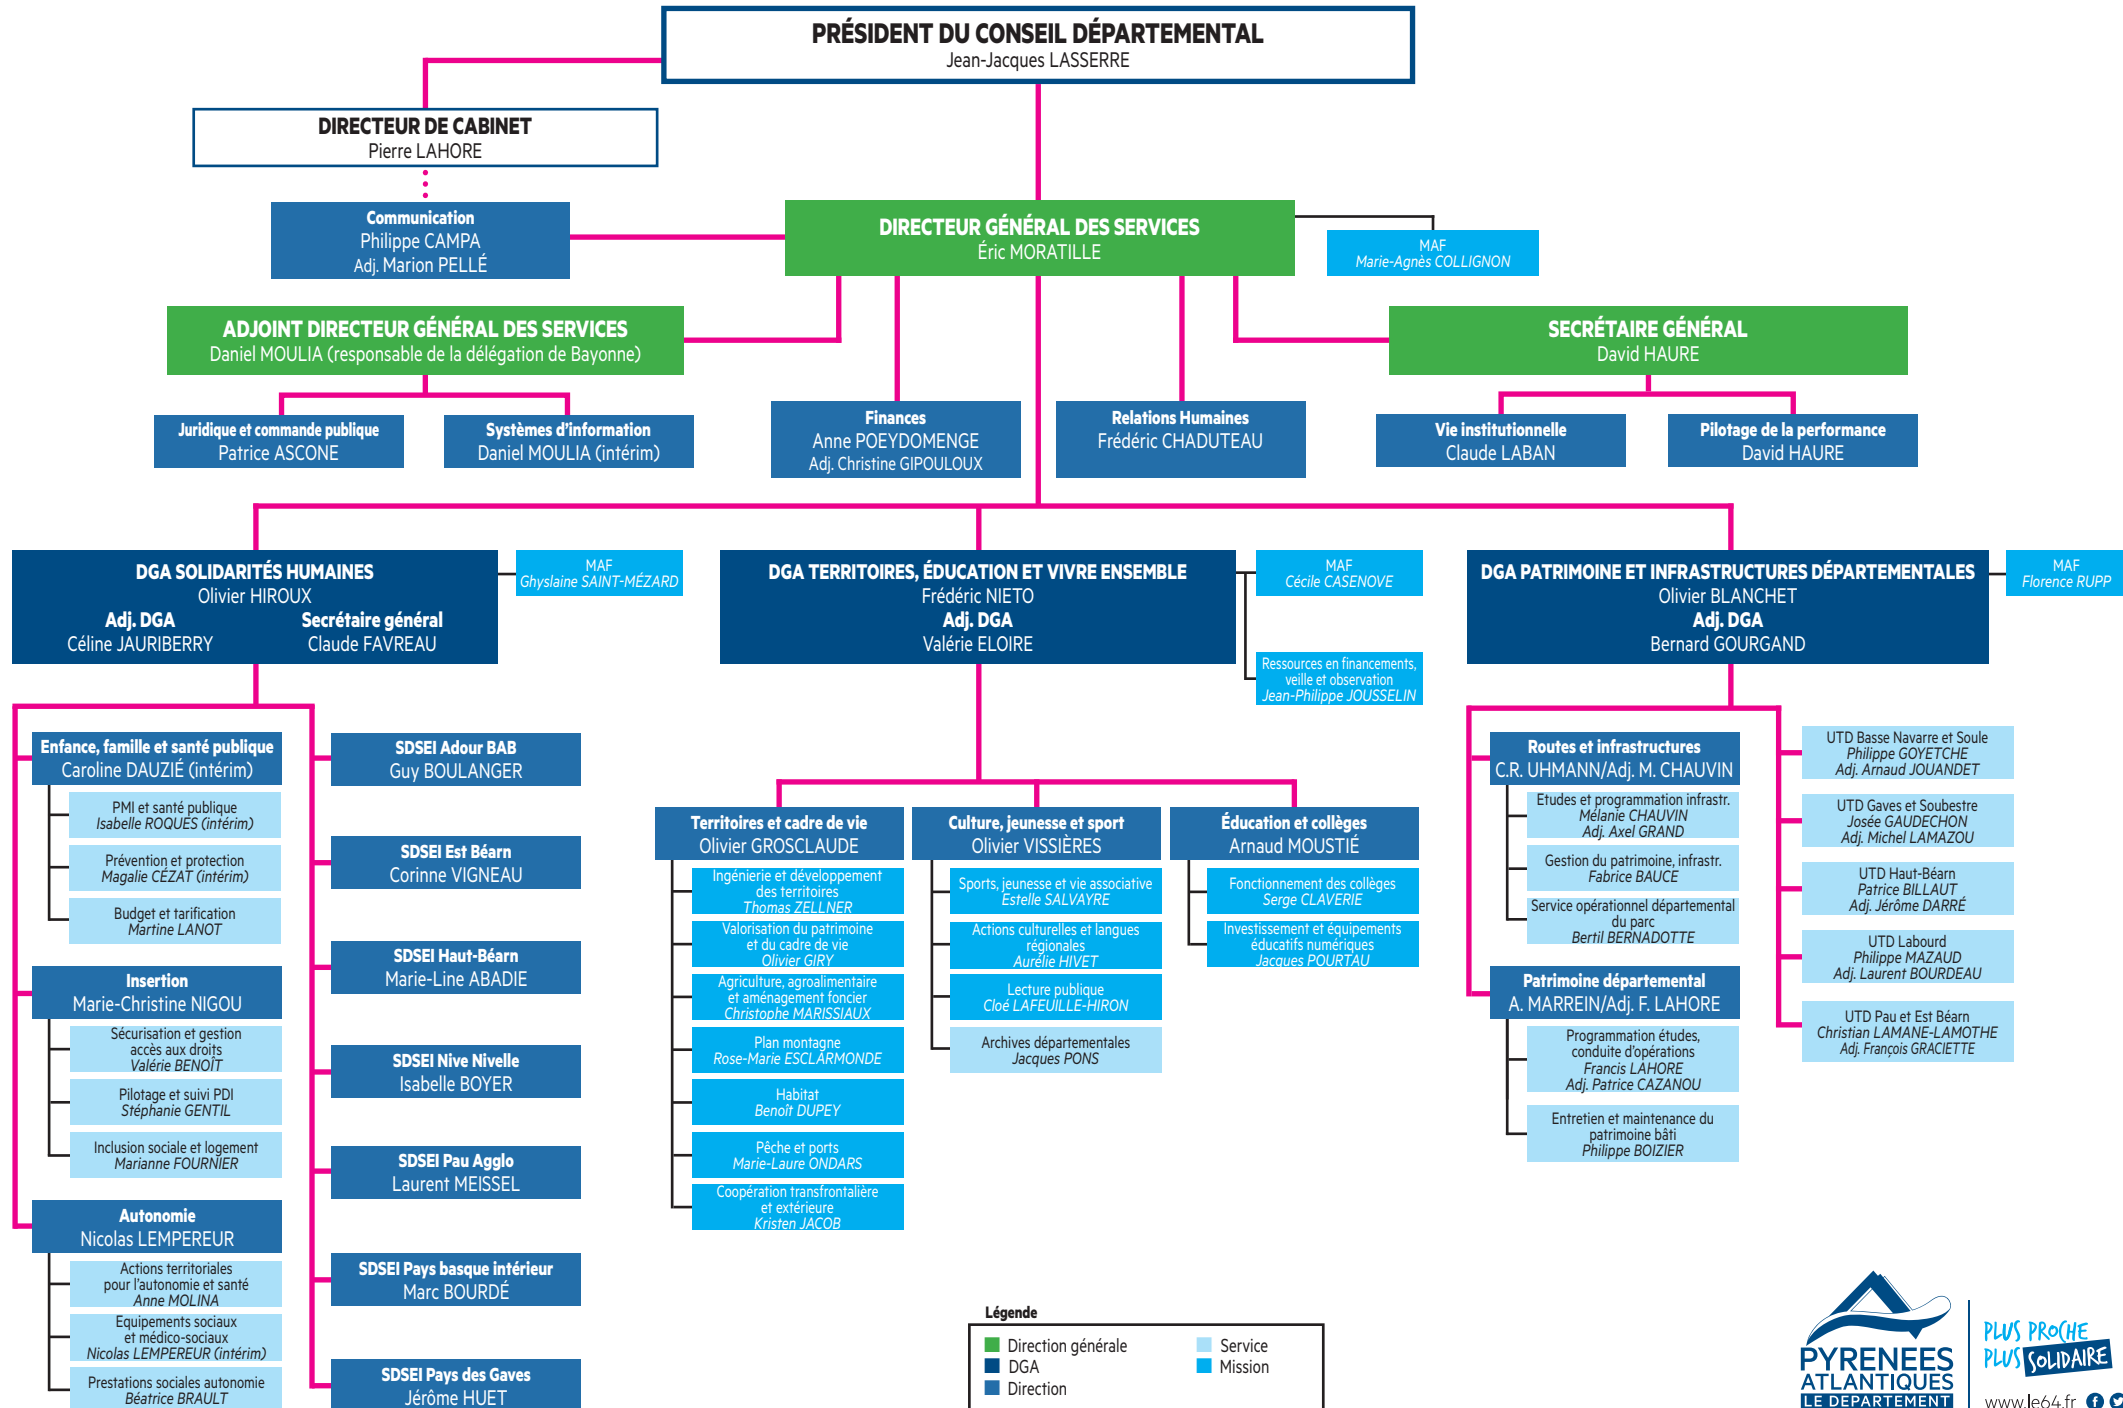 PRÉSIDENT DU CONSEIL DÉPARTEMENTAL
Jean-Jacques LASSERRE
DIRECTEUR DE CABINET
Pierre LAHORE
Communication
Philippe CAMPA
Adj. Marion PELLÉ
DIRECTEUR GÉNÉRAL DES SERVICES
Éric MORATILLE
MAF
Marie-Agnès COLLIGNON
ADJOINT DIRECTEUR GÉNÉRAL DES SERVICES
Daniel MOULIA (responsable de la délégation de Bayonne)
SECRÉTAIRE GÉNÉRAL
David HAURE
Juridique et commande publique
Patrice ASCONE
Systèmes d'information
Daniel MOULIA (intérim)
Finances
Anne POEYDOMENGE
Adj. Christine GIPOULOUX
Relations Humaines
Frédéric CHADUTEAU
Vie institutionnelle
Claude LABAN
Pilotage de la performance
David HAURE
DGA SOLIDARITÉS HUMAINES
Olivier HIROUX
Adj. DGA
Céline JAURIBERRY
Secrétaire général
Claude FAVREAU
MAF
Ghyslaine SAINT-MÉZARD
DGA TERRITOIRES, ÉDUCATION ET VIVRE ENSEMBLE
Frédéric NIETO
Adj. DGA
Valérie ELOIRE
MAF
Cécile CASENOVE
Ressources en financements,
veille et observation
Jean-Philippe JOUSSELIN
DGA PATRIMOINE ET INFRASTRUCTURES DÉPARTEMENTALES
Olivier BLANCHET
Adj. DGA
Bernard GOURGAND
MAF
Florence RUPP
Enfance, famille et santé publique
Caroline DAUZIÉ (intérim)
PMI et santé publique
Isabelle ROQUES (intérim)
Prévention et protection
Magalie CÉZAT (intérim)
Budget et tarification
Martine LANOT
Insertion
Marie-Christine NIGOU
Sécurisation et gestion
accès aux droits
Valérie BENOÎT
Pilotage et suivi PDI
Stéphanie GENTIL
Inclusion sociale et logement
Marianne FOURNIER
Autonomie
Nicolas LEMPEREUR
Actions territoriales
pour l'autonomie et santé
Anne MOLINA
Equipements sociaux
et médico-sociaux
Nicolas LEMPEREUR (intérim)
Prestations sociales autonomie
Béatrice BRAULT
SDSEI Adour BAB
Guy BOULANGER
SDSEI Est Béarn
Corinne VIGNEAU
SDSEI Haut-Béarn
Marie-Line ABADIE
SDSEI Nive Nivelle
Isabelle BOYER
SDSEI Pau Agglo
Laurent MEISSEL
SDSEI Pays basque intérieur
Marc BOURDÉ
SDSEI Pays des Gaves
Jérôme HUET
Territoires et cadre de vie
Olivier GROSCLAUDE
Ingénierie et développement
des territoires
Thomas ZELLNER
Valorisation du patrimoine
et du cadre de vie
Olivier GIRY
Agriculture, agroalimentaire
et aménagement foncier
Christophe MARISSIAUX
Plan montagne
Rose-Marie ESCLARMONDE
Habitat
Benoît DUPEY
Pêche et ports
Marie-Laure ONDARS
Coopération transfrontalière
et extérieure
Kristen JACOB
Culture, jeunesse et sport
Olivier VISSIÈRES
Sports, jeunesse et vie associative
Estelle SALVAYRE
Actions culturelles et langues
régionales
Aurélie HIVET
Lecture publique
Cloé LAFEUILLE-HIRON
Archives départementales
Jacques PONS
Éducation et collèges
Arnaud MOUSTIÉ
Fonctionnement des collèges
Serge CLAVERIE
Investissement et équipements
éducatifs numériques
Jacques POURTAU
Routes et infrastructures
C.R. UHMANN/Adj. M. CHAUVIN
Etudes et programmation infrastr.
Mélanie CHAUVIN
Adj. Axel GRAND
Gestion du patrimoine, infrastr.
Fabrice BAUCE
Service opérationnel départemental
du parc
Bertil BERNADOTTE
Patrimoine départemental
A. MARREIN/Adj. F. LAHORE
Programmation études,
conduite d'opérations
Francis LAHORE
Adj. Patrice CAZANOU
Entretien et maintenance du
patrimoine bâti
Philippe BOIZIER
UTD Basse Navarre et Soule
Philippe GOYETCHE
Adj. Arnaud JOUANDET
UTD Gaves et Soubestre
Josée GAUDECHON
Adj. Michel LAMAZOU
UTD Haut-Béarn
Patrice BILLAUT
Adj. Jérôme DARRÉ
UTD Labourd
Philippe MAZAUD
Adj. Laurent BOURDEAU
UTD Pau et Est Béarn
Christian LAMANE-LAMOTHE
Adj. François GRACIETTE
Légende
Direction générale
DGA
Direction
Service
Mission
PYRENEES
ATLANTIQUES
LE DEPARTEMENT
PLUS PROCHE
PLUS SOLIDAIRE
www.le64.fr